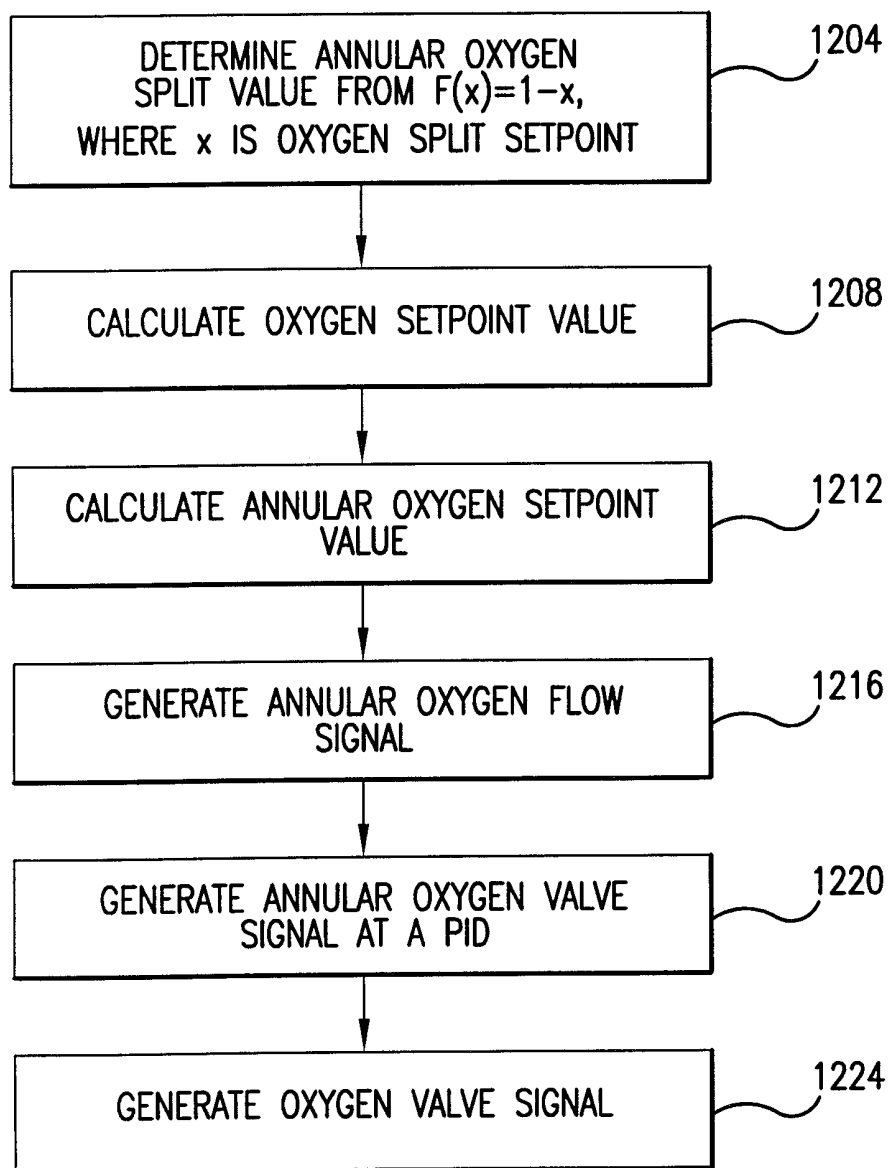 DETERMINE ANNULAR OXYGEN
SPLIT VALUE FROM F(x)=1-x,
WHERE x IS OXYGEN SPLIT SETPOINT
1204
CALCULATE OXYGEN SETPOINT VALUE
1208
CALCULATE ANNULAR OXYGEN SETPOINT
VALUE
1212
GENERATE ANNULAR OXYGEN FLOW
SIGNAL
1216
GENERATE ANNULAR OXYGEN VALVE
SIGNAL AT A PID
1220
GENERATE OXYGEN VALVE SIGNAL
1224